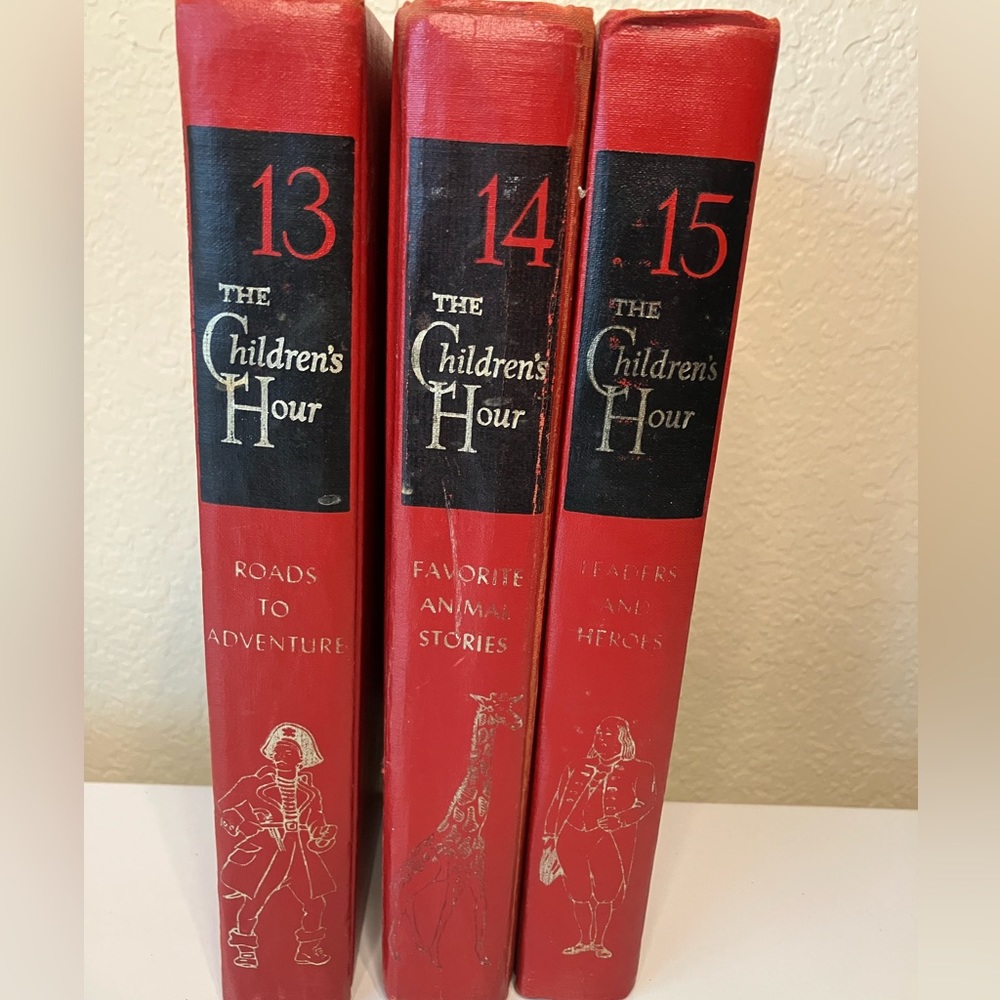 13
THE
Children's
Hour
ROADS
TO
ADVENTURE
14
THE
Children's
Hour
FAVORITE
ANIMAL
STORIES
15
THE
Children's
Hour
LEADERS
AND
HEROES